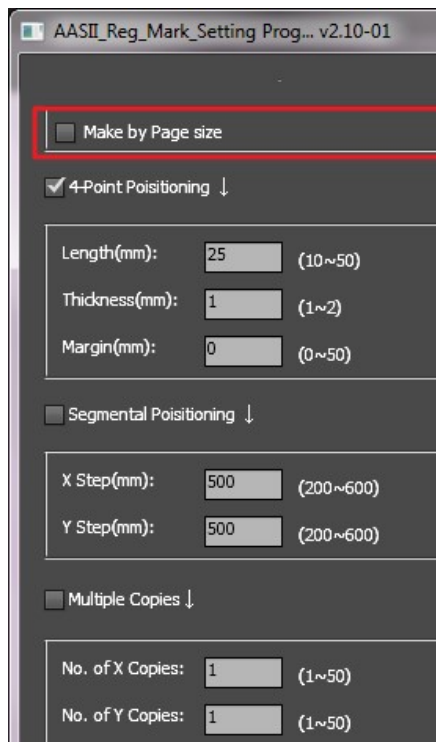 AASII_Reg_Mark_Setting Prog... v2.10-01
Make by Page size
4-Point Poisitioning ↓
Length(mm): 25 (10~50)
Thickness(mm): 1 (1~2)
Margin(mm): 0 (0~50)
Segmental Poisitioning ↓
X Step(mm): 500 (200~600)
Y Step(mm): 500 (200~600)
Multiple Copies ↓
No. of X Copies: 1 (1~50)
No. of Y Copies: 1 (1~50)